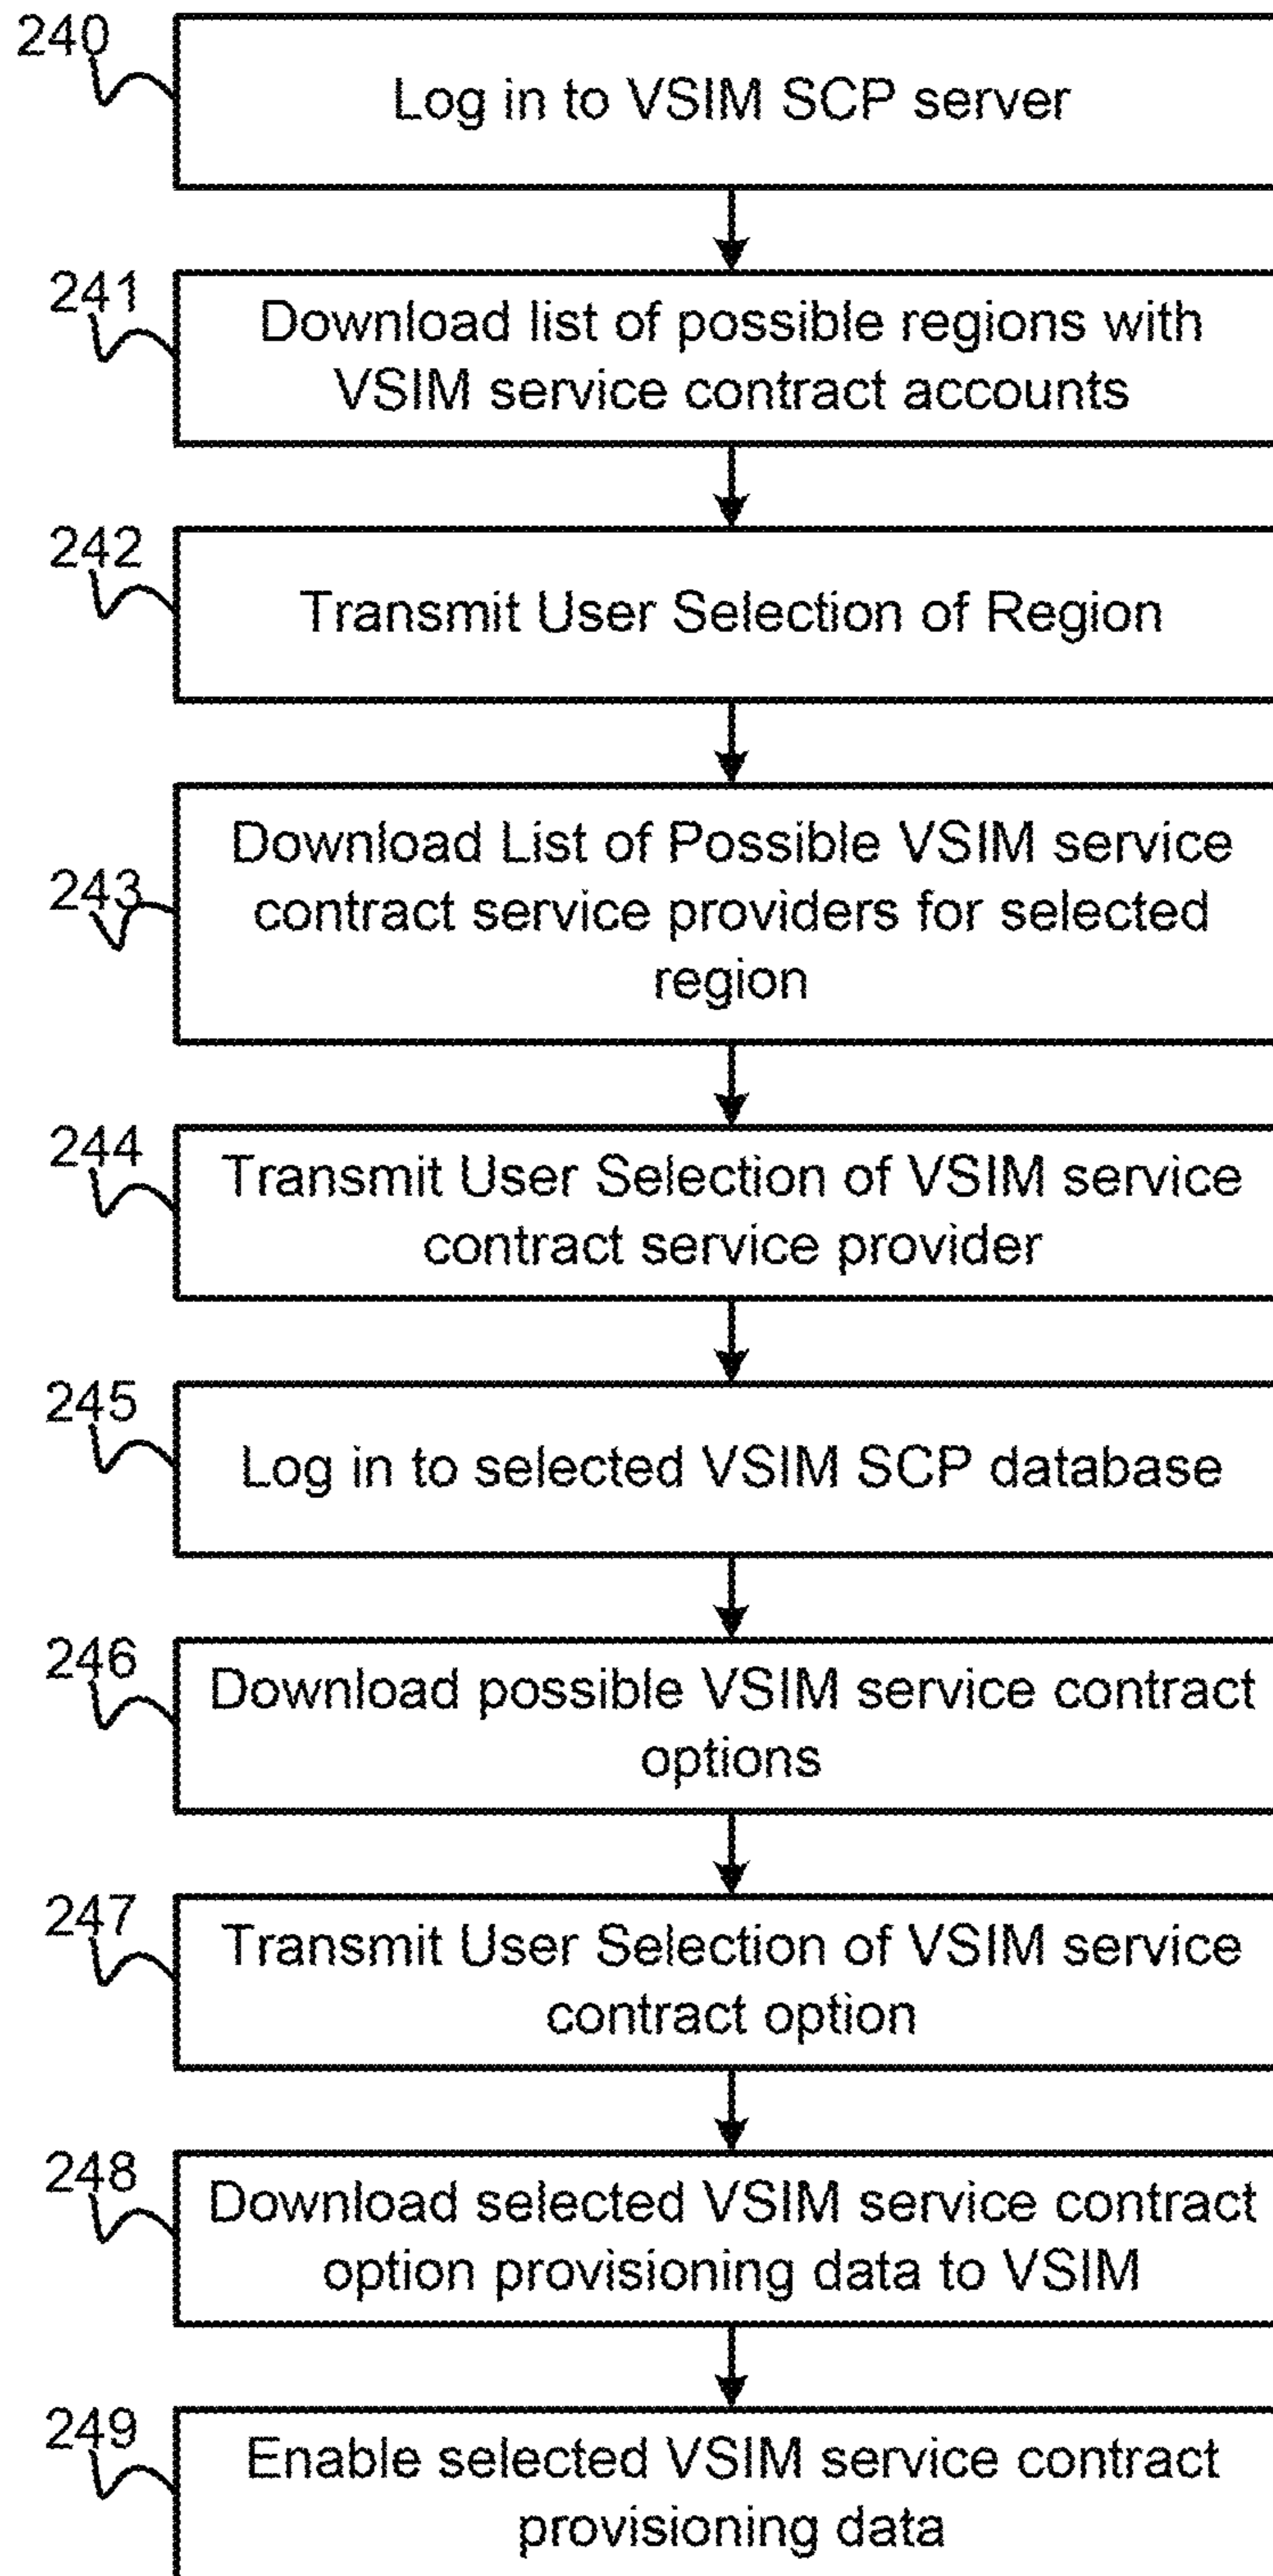 240
Log in to VSIM SCP server
241
Download list of possible regions with
VSIM service contract accounts
242
Transmit User Selection of Region
243
Download List of Possible VSIM service
contract service providers for selected
region
244
Transmit User Selection of VSIM service
contract service provider
245
Log in to selected VSIM SCP database
246
Download possible VSIM service contract
options
247
Transmit User Selection of VSIM service
contract option
248
Download selected VSIM service contract
option provisioning data to VSIM
249
Enable selected VSIM service contract
provisioning data